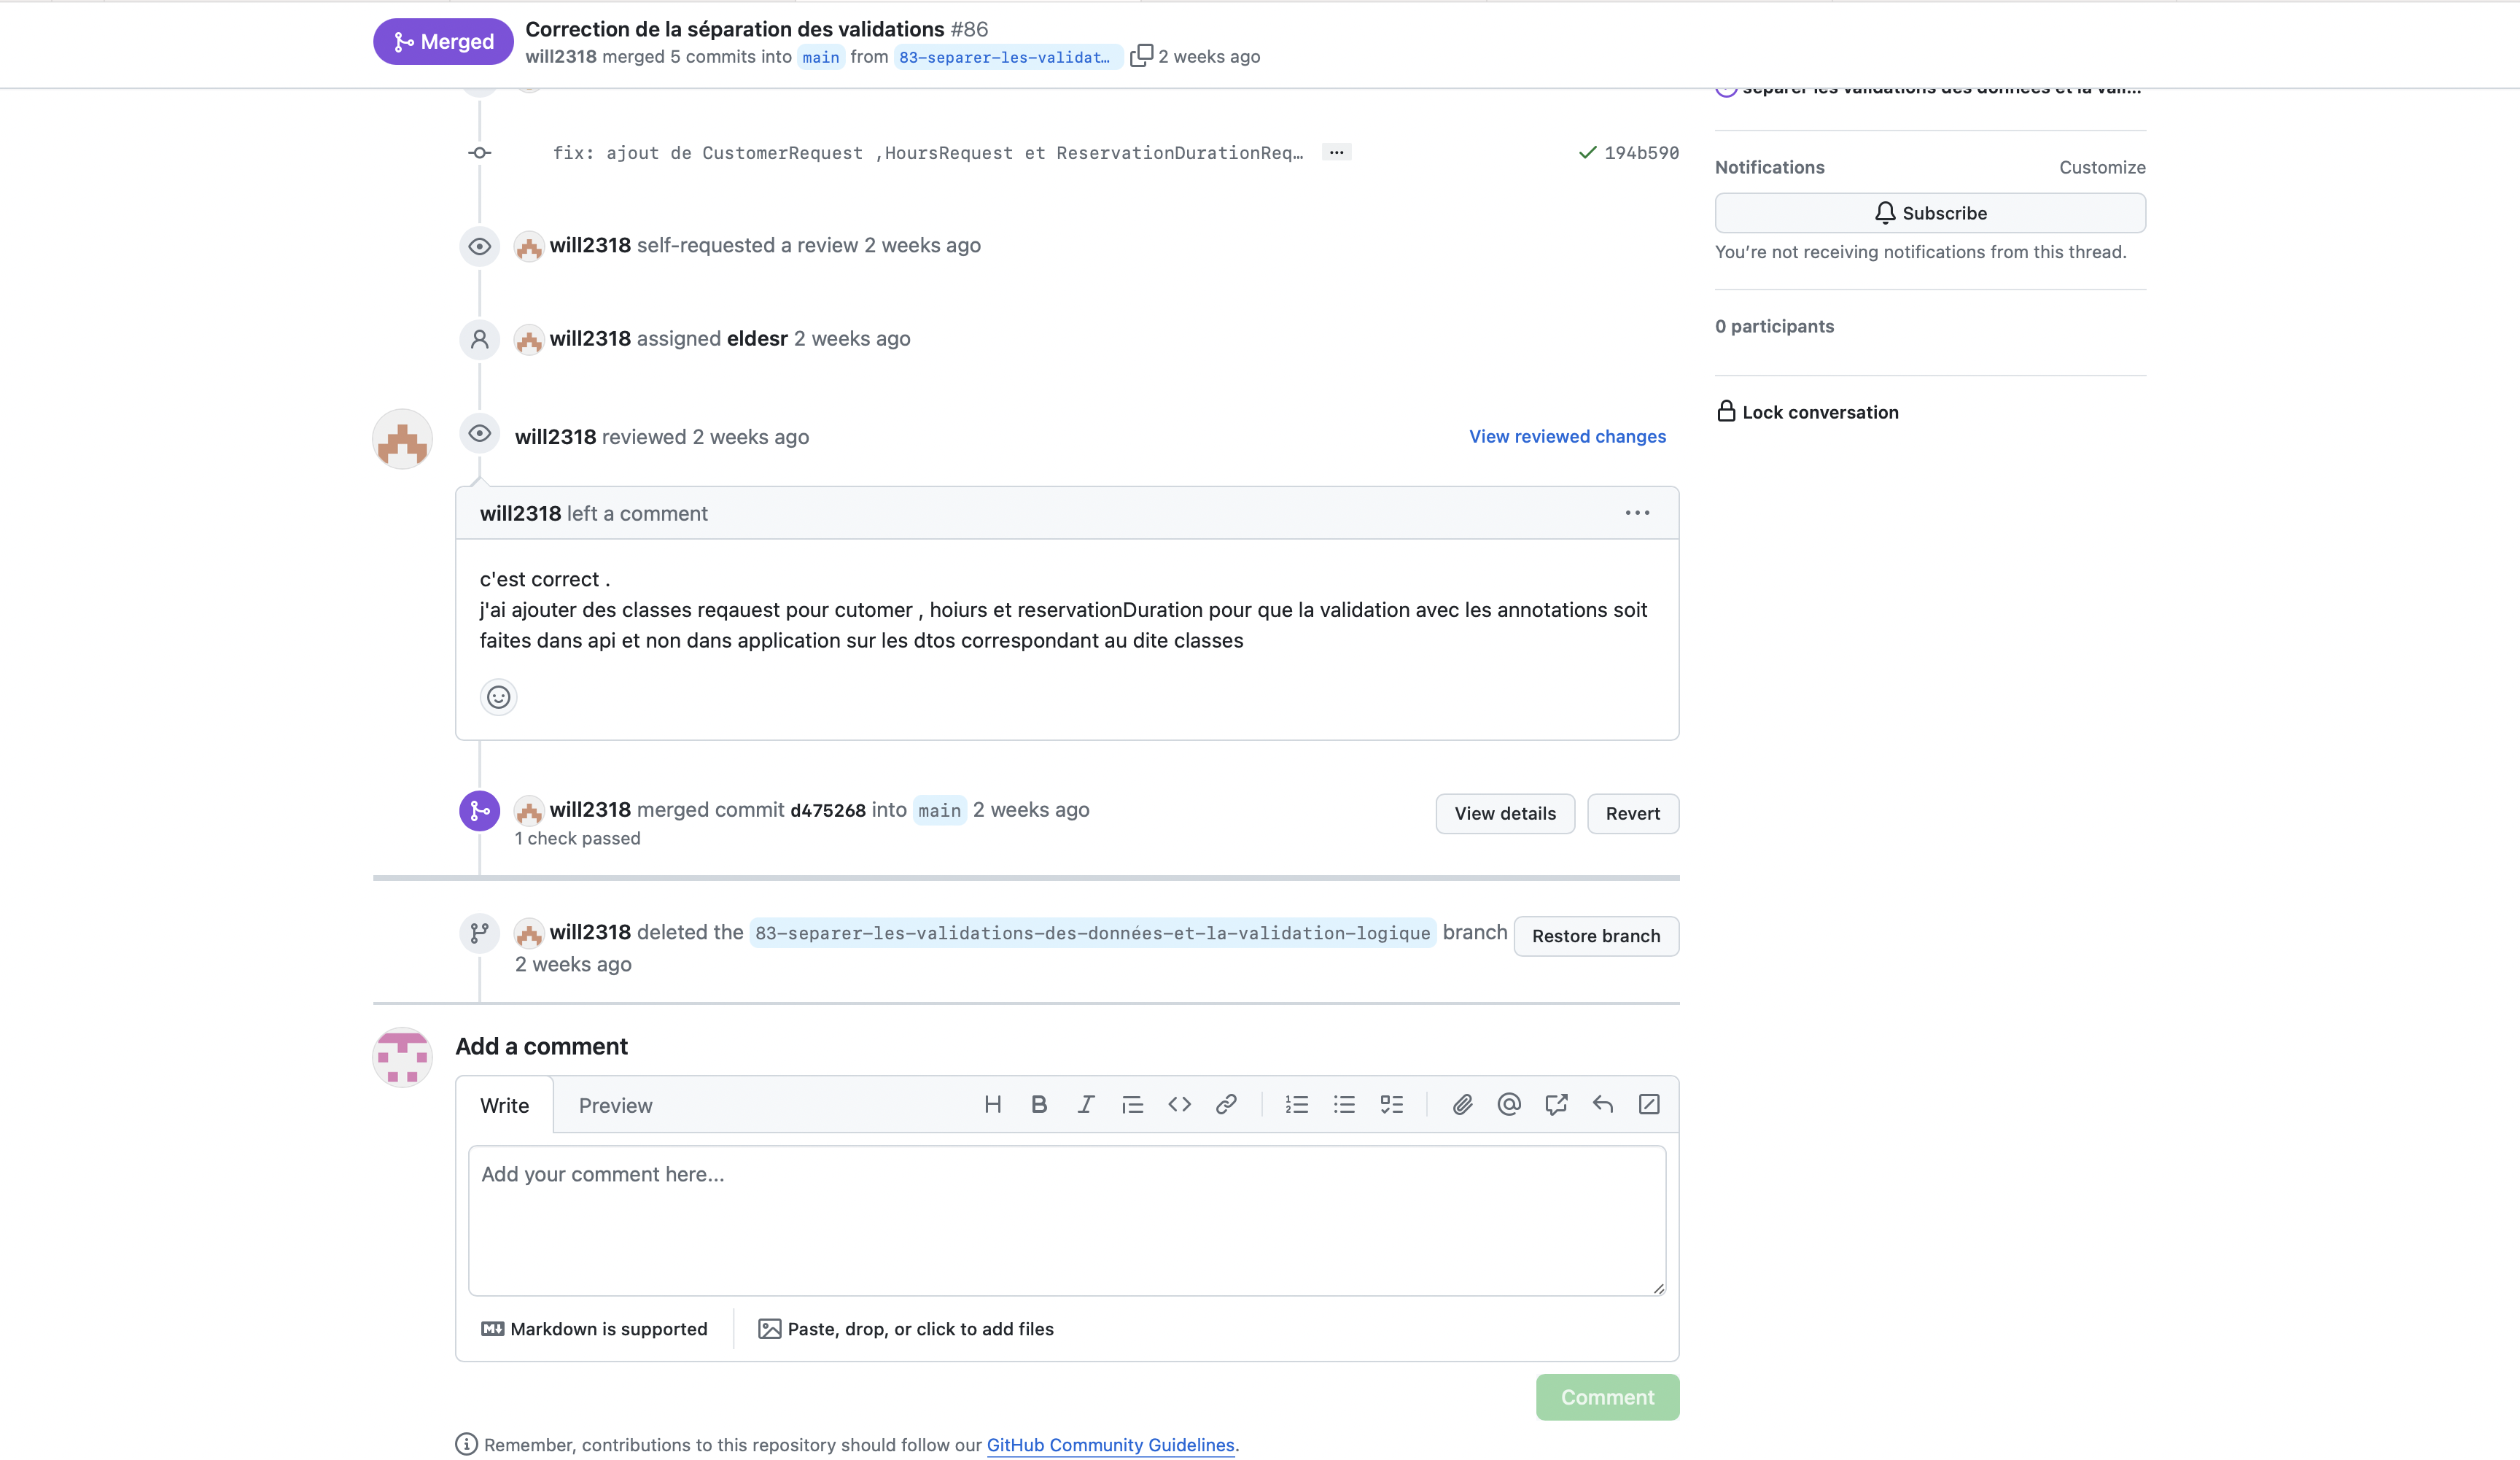 Merged
Correction de la séparation des validations #86
will2318 merged 5 commits into main from 83-separer-les-validat… 2 weeks ago
séparer les validations des données et la vali...
fix: ajout de CustomerRequest ,HoursRequest et ReservationDurationReq… ...
194b590
Notifications
Customize
Subscribe
You're not receiving notifications from this thread.
will2318 self-requested a review 2 weeks ago
will2318 assigned eldesr 2 weeks ago
0 participants
Lock conversation
will2318 reviewed 2 weeks ago
View reviewed changes
will2318 left a comment
c'est correct .
j'ai ajouter des classes reqauest pour cutomer , hoiurs et reservationDuration pour que la validation avec les annotations soit
faites dans api et non dans application sur les dtos correspondant au dite classes
will2318 merged commit d475268 into main 2 weeks ago
1 check passed
View details
Revert
will2318 deleted the 83-separer-les-validations-des-données-et-la-validation-logique branch
2 weeks ago
Restore branch
Add a comment
Write
Preview
Add your comment here...
Markdown is supported
Paste, drop, or click to add files
Comment
Remember, contributions to this repository should follow our GitHub Community Guidelines.